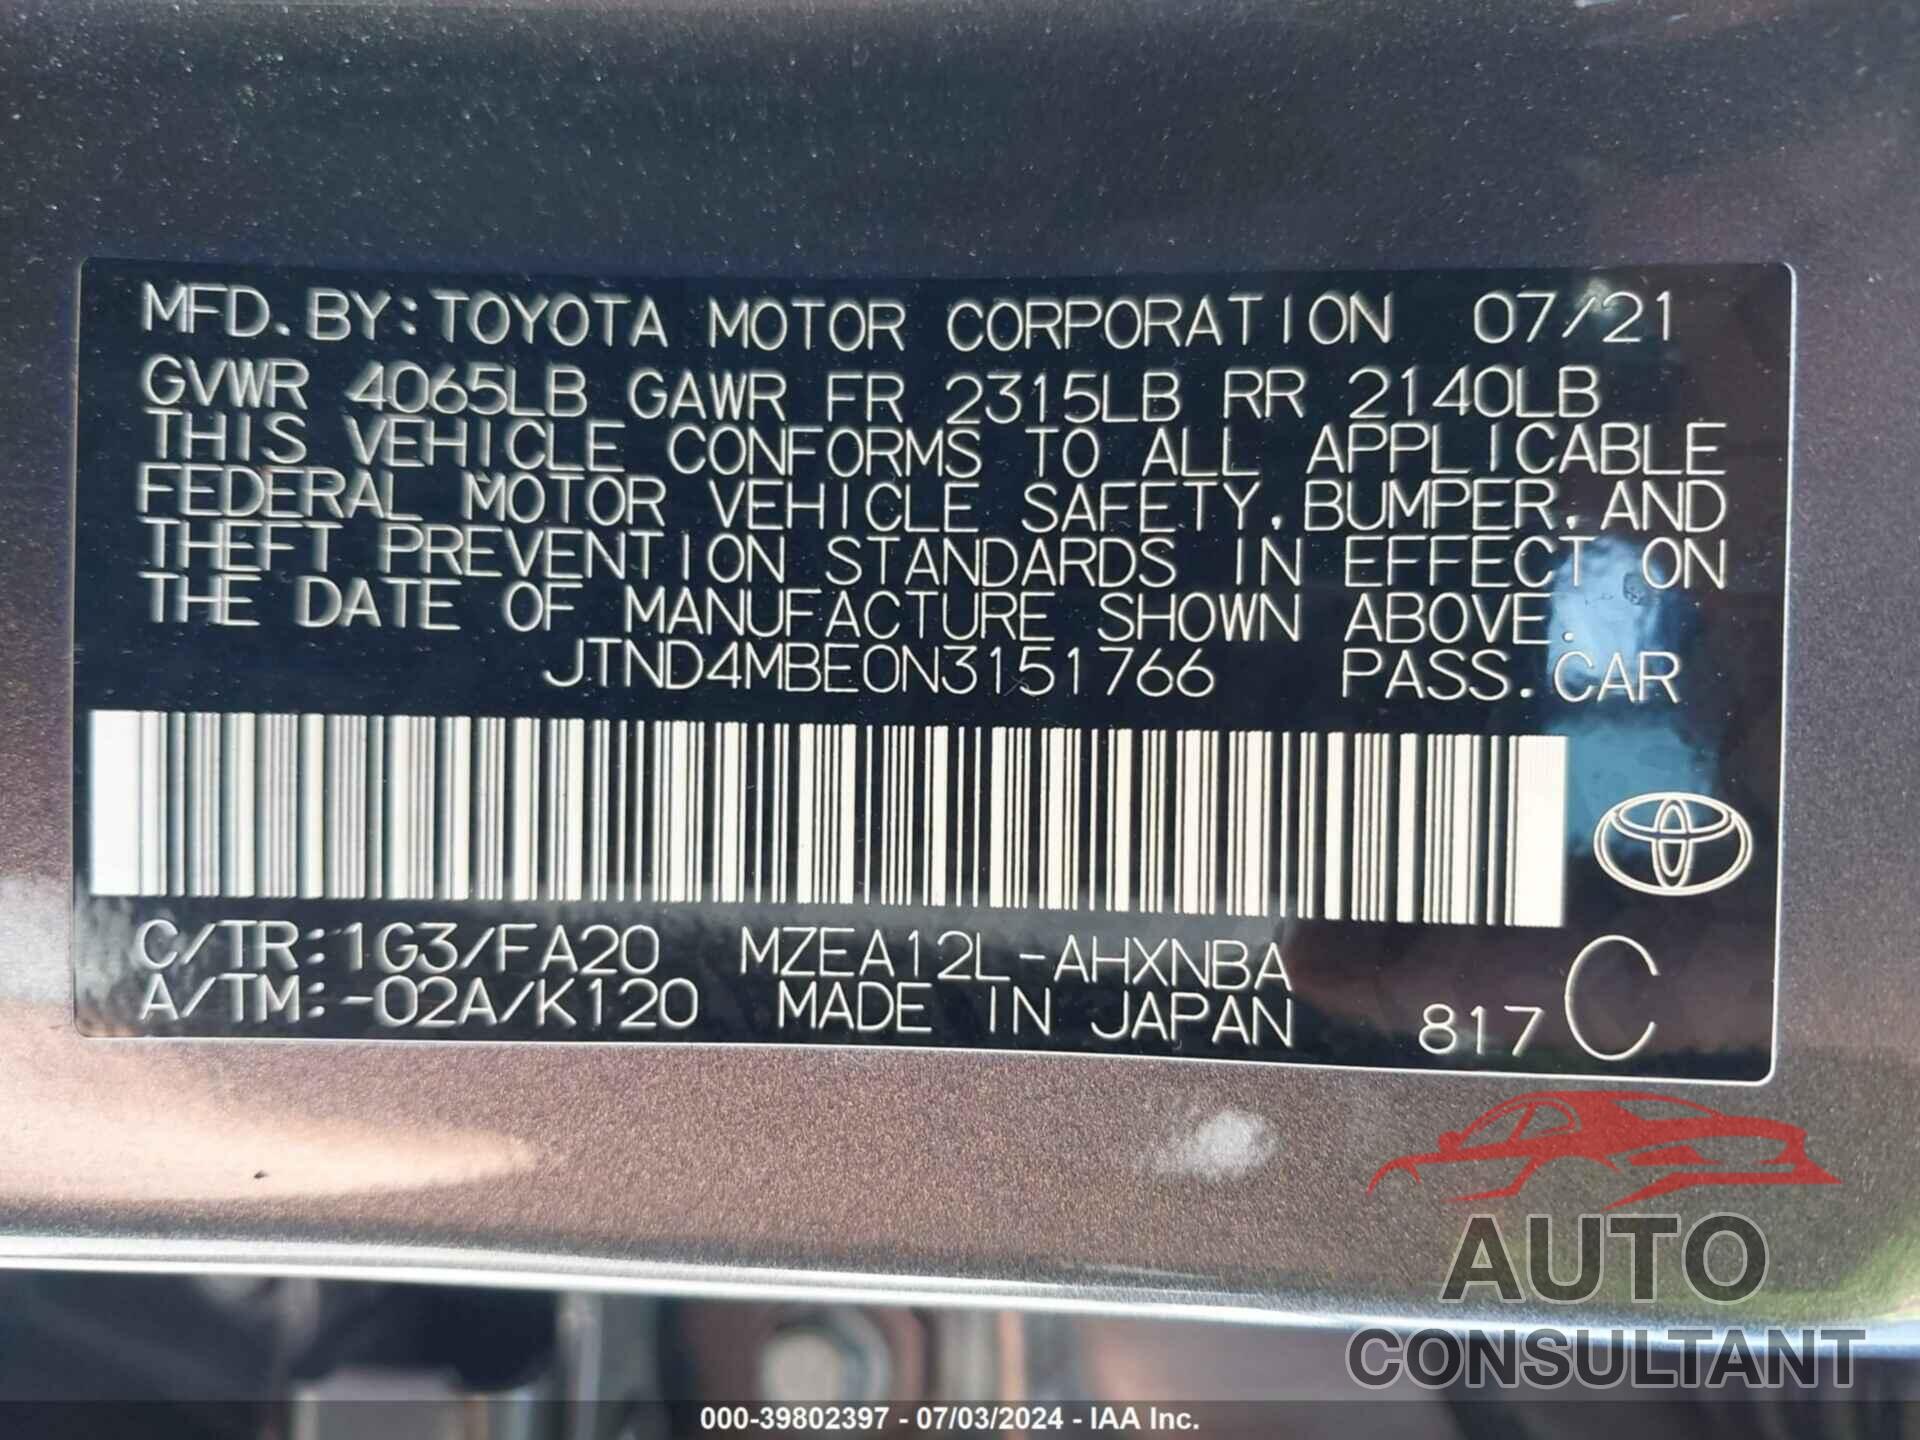 MFD. BY: TOYOTA MOTOR CORPORATION 07/21
GVWR 4065LB GAWR FR 2315LB RR 2140LB
THIS VEHICLE CONFORMS TO ALL APPLICABLE
FEDERAL MOTOR VEHICLE SAFETY, BUMPER, AND
THEFT PREVENTION STANDARDS IN EFFECT ON
THE DATE OF MANUFACTURE SHOWN ABOVE.
JTND4MBE0N3151766 PASS. CAR
C/TR:1G3/FA20 MZEA12L-AHXNBA
A/TM:-02A/K120 MADE IN JAPAN 817 C
AUTO
CONSULTANT
000-39802397 - 07/03/2024 - IAA Inc.